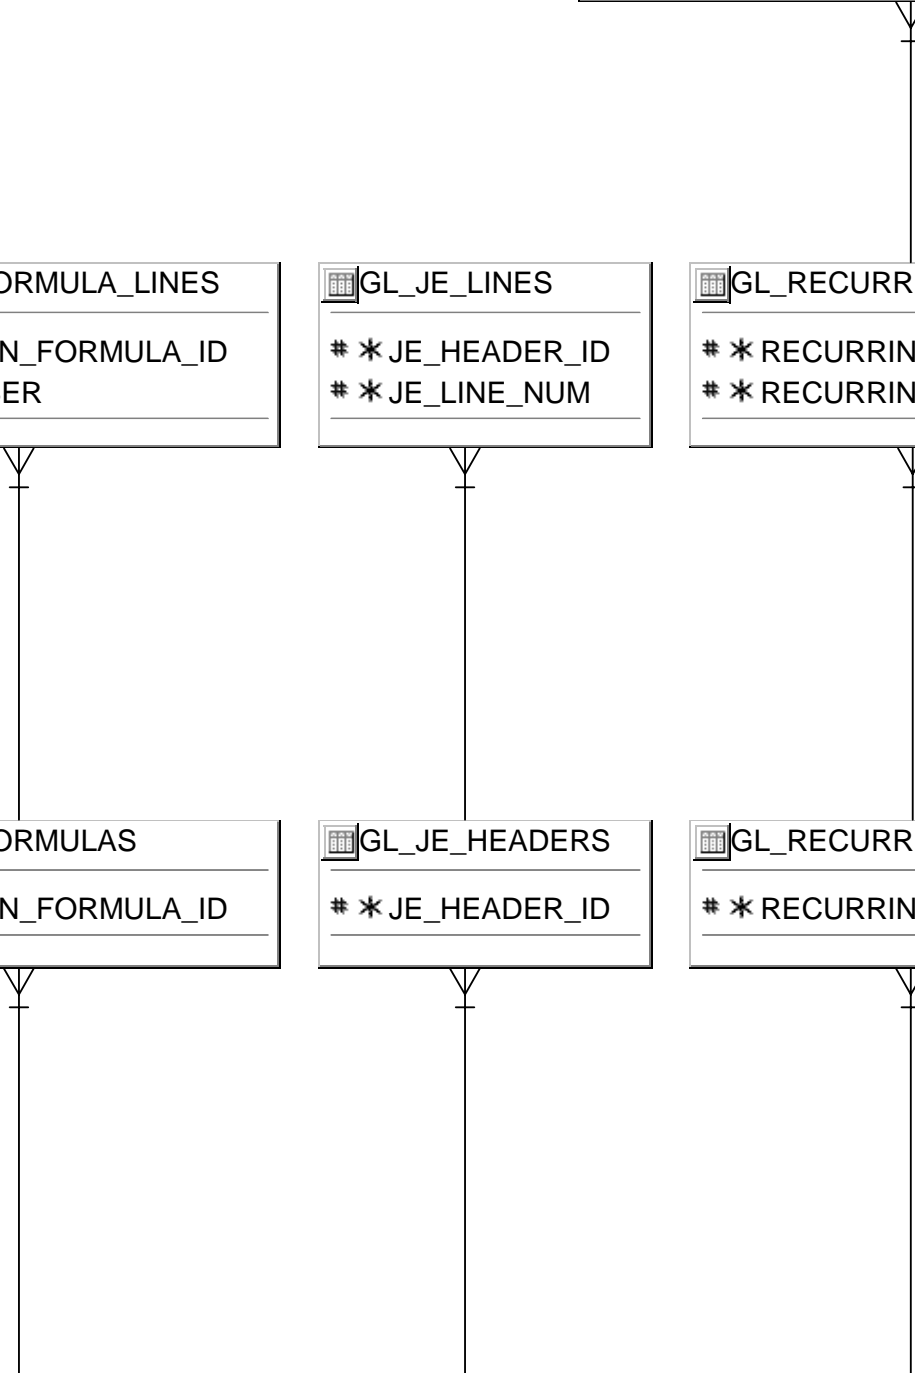 ORMULA_LINES
N_FORMULA_ID
ER
GL_JE_LINES
# * JE_HEADER_ID
# * JE_LINE_NUM
GL_RECURR
# * RECURRIN
# * RECURRIN
ORMULAS
N_FORMULA_ID
GL_JE_HEADERS
# * JE_HEADER_ID
GL_RECURR
# * RECURRIN